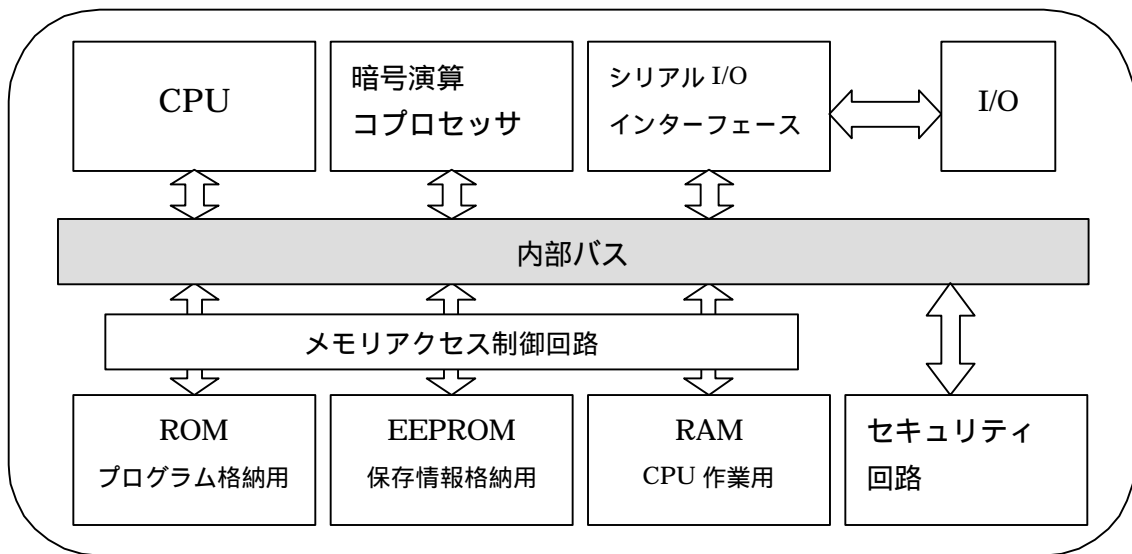 CPU
暗号演算
コプロセッサ
シリアル I/O
インターフェース
I/O
内部バス
メモリアクセス制御回路
ROM
プログラム格納用
EEPROM
保存情報格納用
RAM
CPU 作業用
セキュリティ
回路